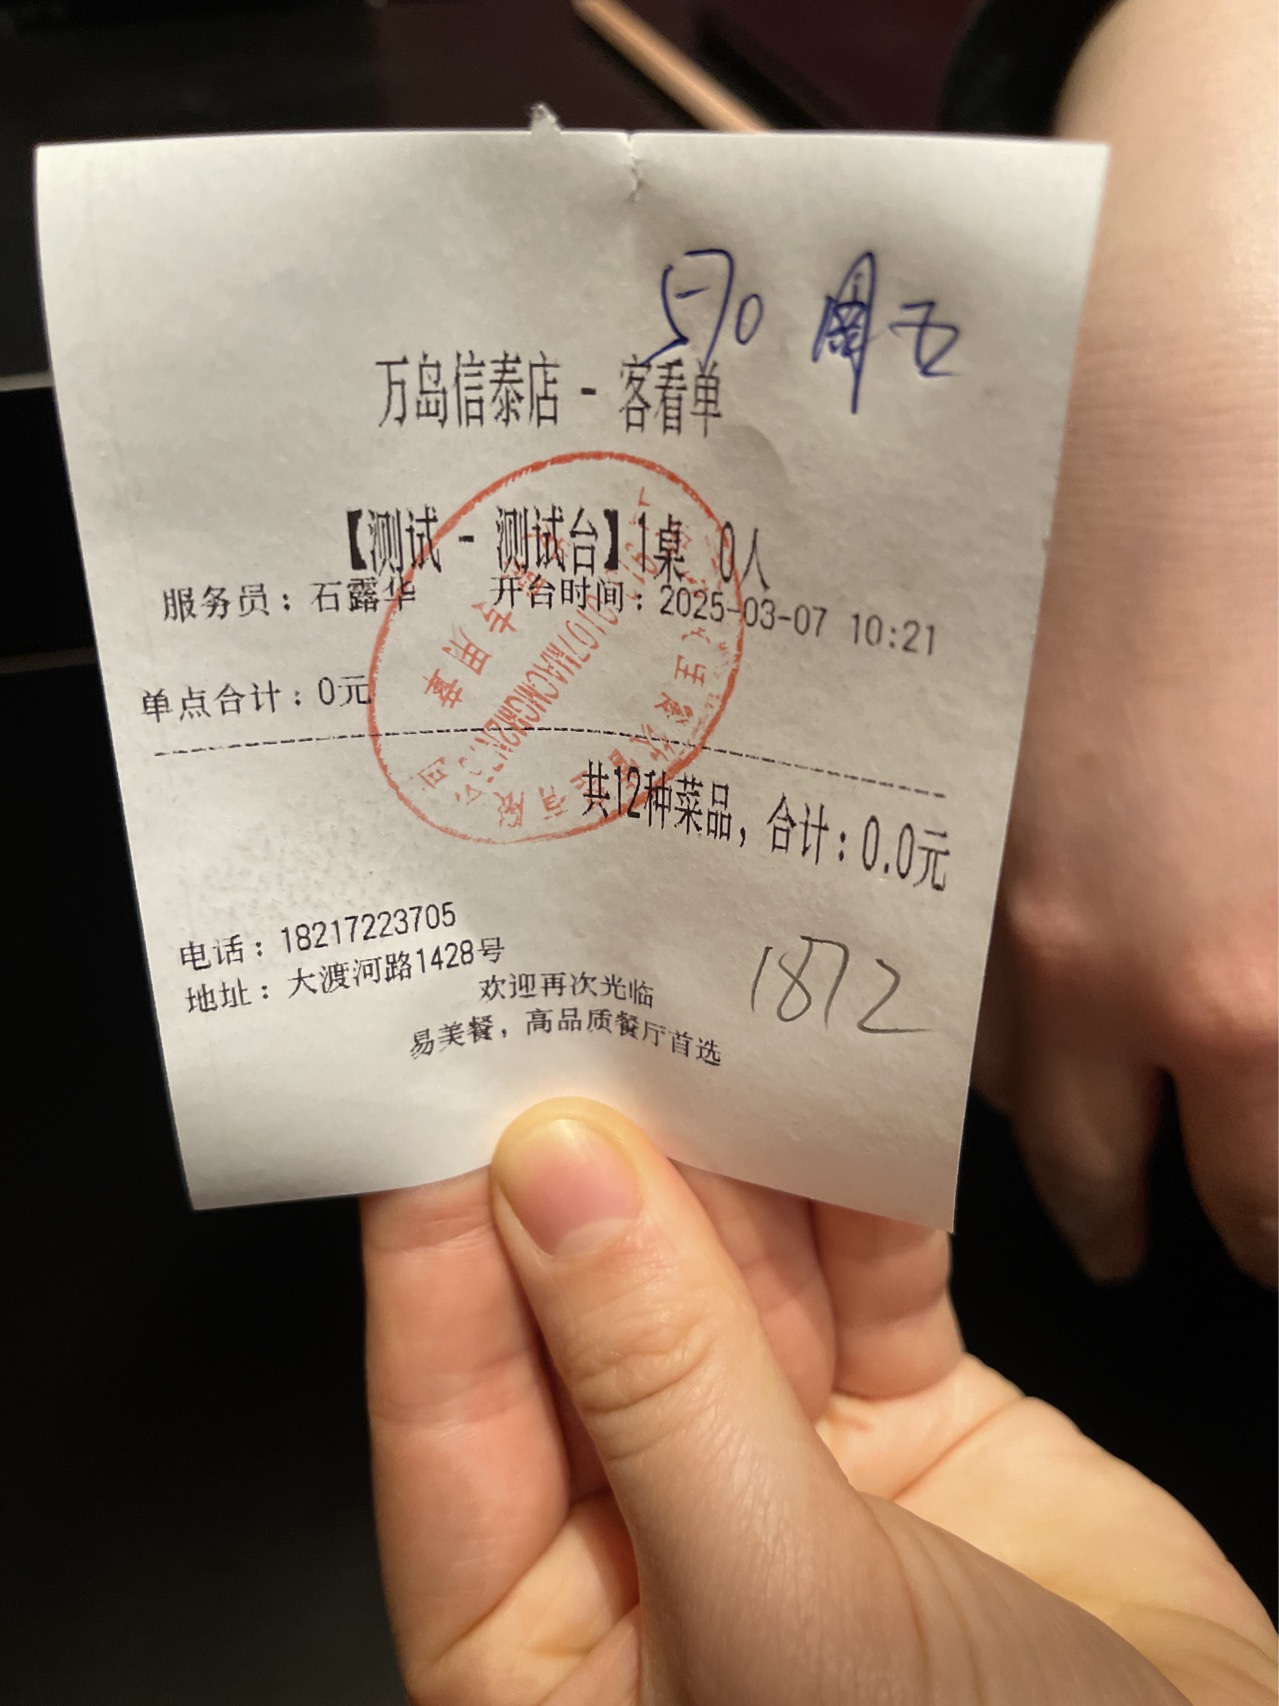 570 周五
万岛信泰店 - 客看单
【测试 - 测试台】1桌 0人
服务员：石露华 开台时间：2025-03-07 10:21
单点合计：0元
共12种菜品，合计：0.0元
电话：18217223705
地址：大渡河路1428号
1872
欢迎再次光临
易美餐，高品质餐厅首选